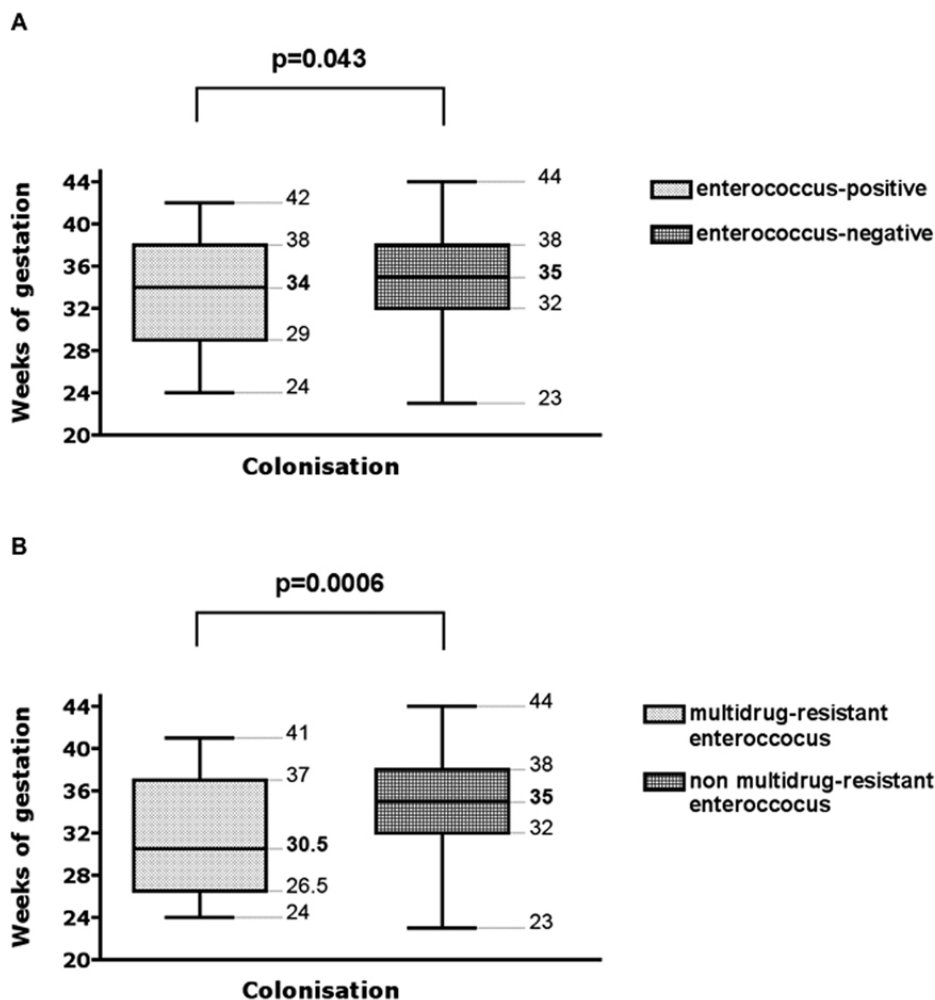 A
p=0.043
Weeks of gestation
44
40
36
32
28
24
20
42
38
34
29
24
44
38
35
32
23
Colonisation
enterococcus-positive
enterococcus-negative
B
p=0.0006
Weeks of gestation
44
40
36
32
28
24
20
41
37
30.5
26.5
24
44
38
35
32
23
Colonisation
multidrug-resistant
enteroccocus
non multidrug-resistant
enteroccocus